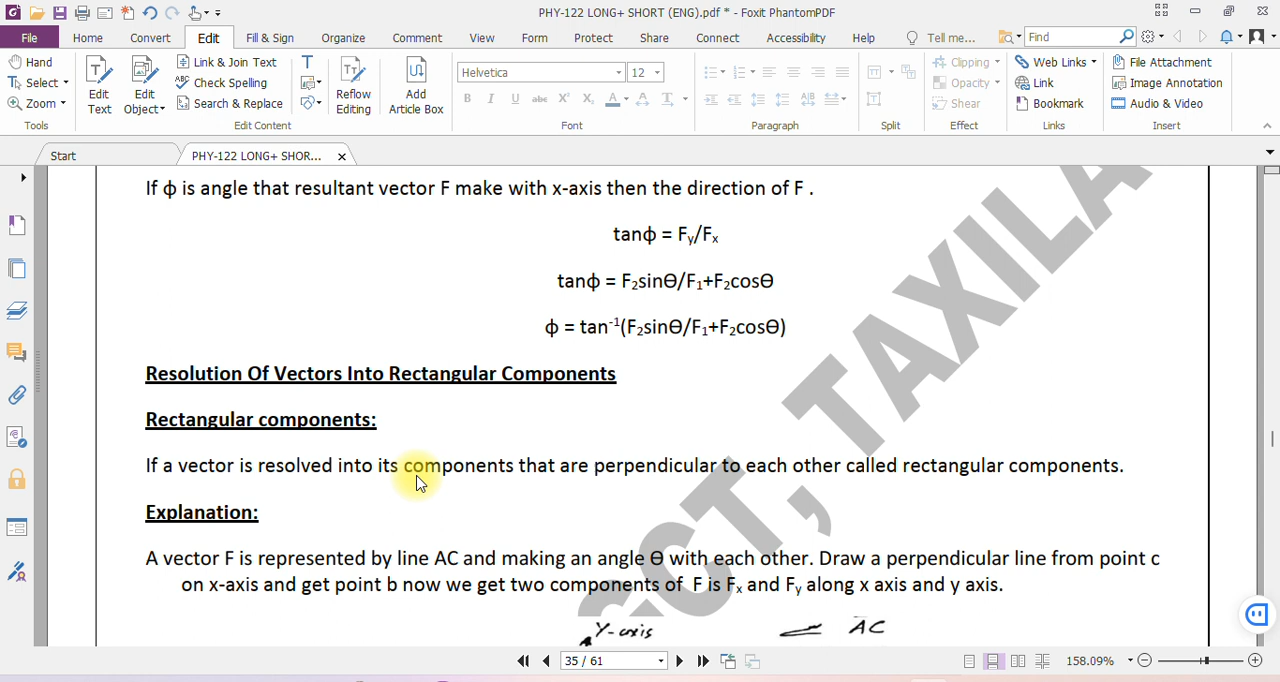 PHY-122 LONG+ SHORT (ENG).pdf * - Foxit PhantomPDF
File Home Convert Edit Fill & Sign Organize Comment View Form Protect Share Connect Accessibility Help Tell me... Find
Hand
Select
Zoom
Tools
Edit Text
Edit Object
Link & Join Text
Check Spelling
Search & Replace
Edit Content
Reflow Editing
Add Article Box
Helvetica 12
B I U abc X² X₂ A
Font
Paragraph
Split
Clipping
Opacity
Shear
Effect
Web Links
Link
Bookmark
Links
File Attachment
Image Annotation
Audio & Video
Insert
Start PHY-122 LONG+ SHOR...
If ɸ is angle that resultant vector F make with x-axis then the direction of F .
tanɸ = Fy/Fx
tanɸ = F₂sinϴ/F₁+F₂cosϴ
ɸ = tan⁻¹(F₂sinϴ/F₁+F₂cosϴ)
Resolution Of Vectors Into Rectangular Components
Rectangular components:
If a vector is resolved into its components that are perpendicular to each other called rectangular components.
Explanation:
A vector F is represented by line AC and making an angle ϴ with each other. Draw a perpendicular line from point c
on x-axis and get point b now we get two components of F is Fx and Fy along x axis and y axis.
Y-axis AC
GCT, TAXILA
35 / 61 158.09%